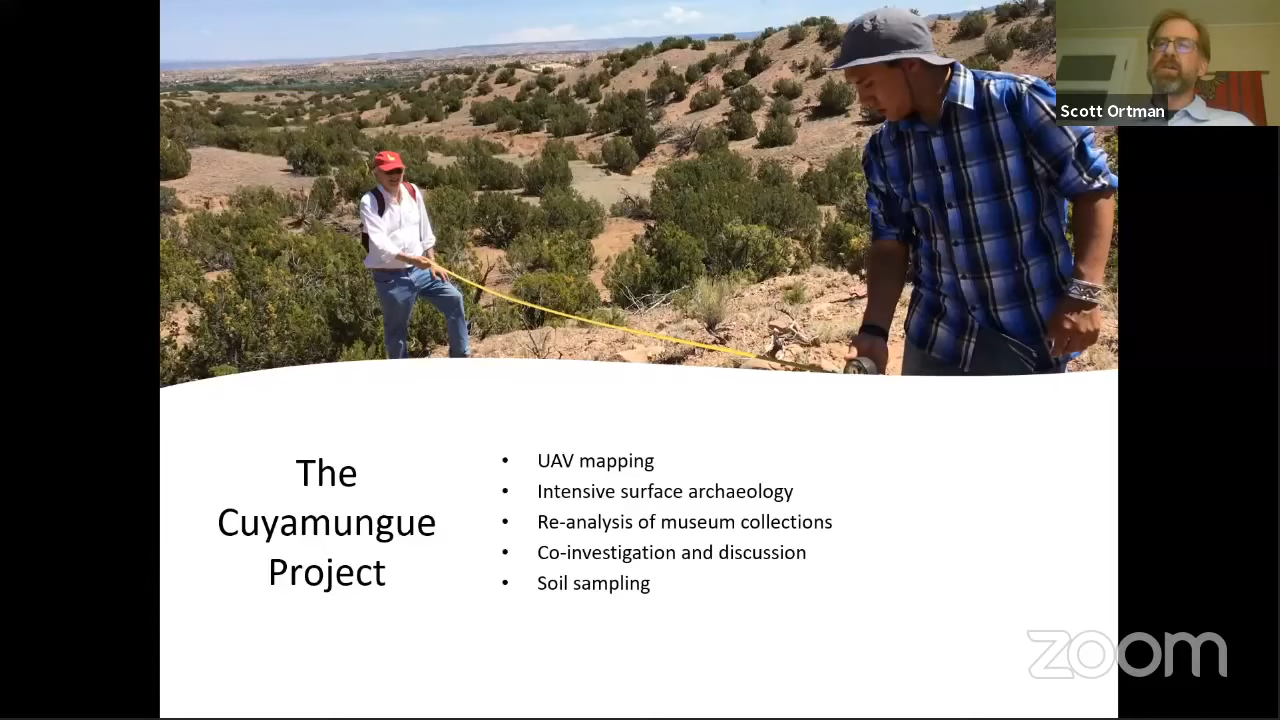 Scott Ortman
The
Cuyamungue
Project
• UAV mapping
• Intensive surface archaeology
• Re-analysis of museum collections
• Co-investigation and discussion
• Soil sampling
zoom